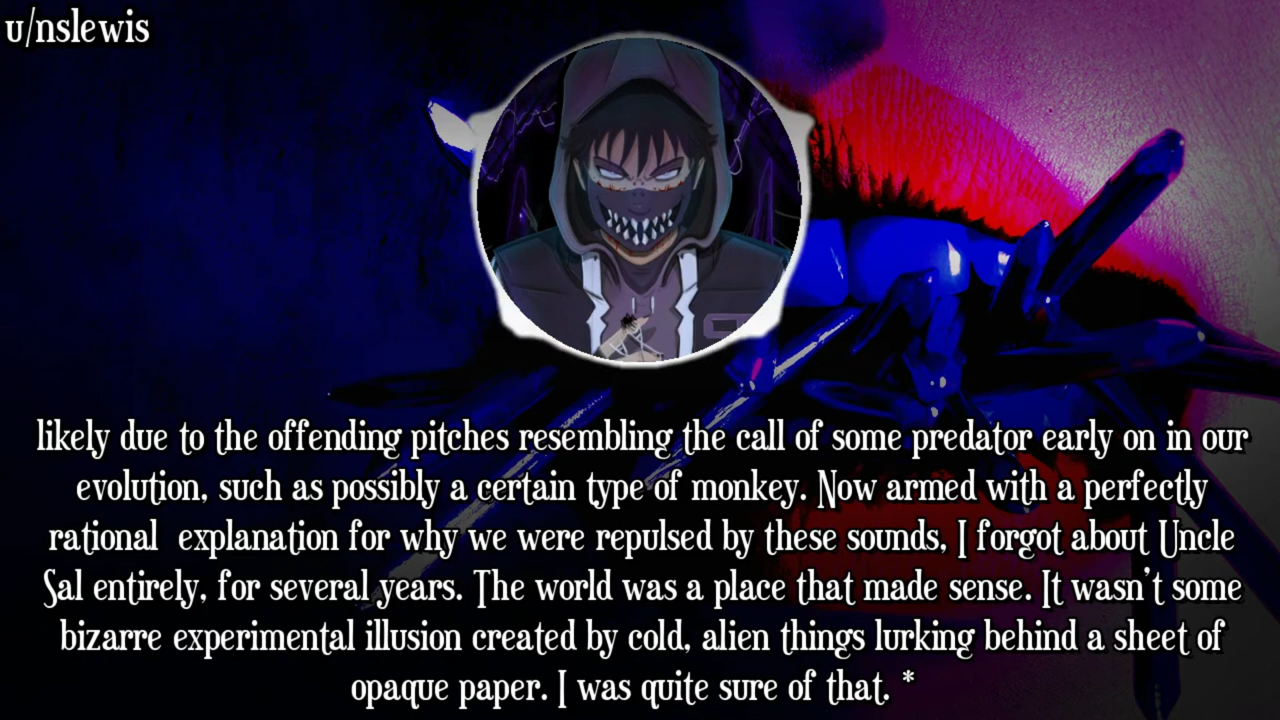 u/nslewis
likely due to the offending pitches resembling the call of some predator early on in our
evolution, such as possibly a certain type of monkey. Now armed with a perfectly
rational  explanation for why we were repulsed by these sounds, I forgot about Uncle
Sal entirely, for several years. The world was a place that made sense. It wasn't some
bizarre experimental illusion created by cold, alien things lurking behind a sheet of
opaque paper. I was quite sure of that. *